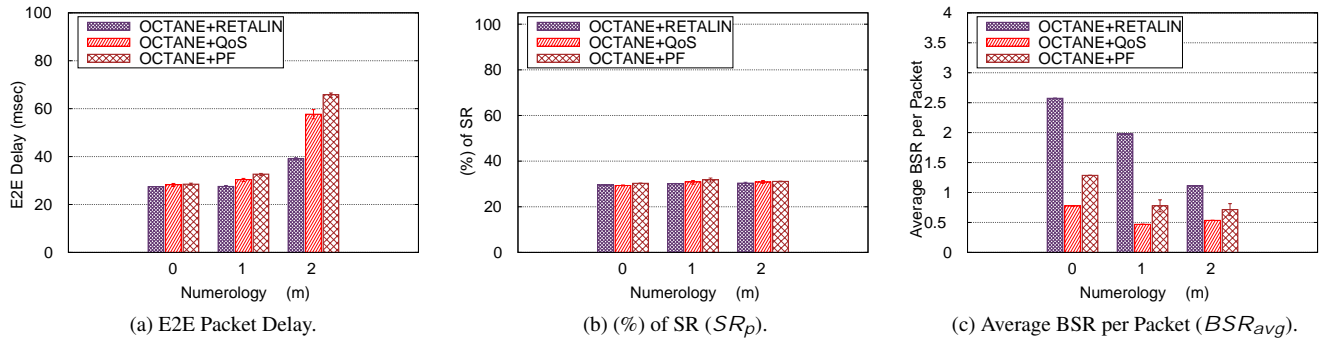 OCTANE+RETALIN
OCTANE+QoS
OCTANE+PF
100
80
60
40
20
0
E2E Delay (msec)
0 1 2
Numerology (m)
(a) E2E Packet Delay.
OCTANE+RETALIN
OCTANE+QoS
OCTANE+PF
100
80
60
40
20
0
(%) of SR
0 1 2
Numerology (m)
(b) (%) of SR (SRp).
OCTANE+RETALIN
OCTANE+QoS
OCTANE+PF
4
3.5
3
2.5
2
1.5
1
0.5
0
Average BSR per Packet
0 1 2
Numerology (m)
(c) Average BSR per Packet (BSRavg).